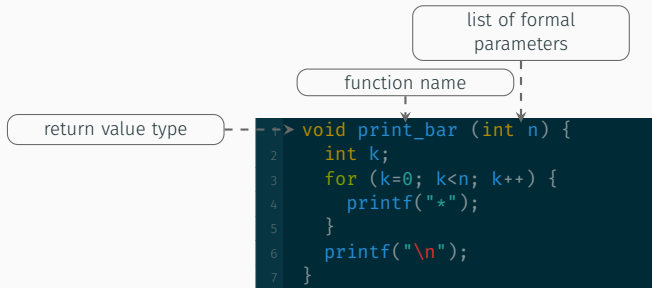 list of formal
parameters
function name
return value type
1 void print_bar (int n) {
2 int k;
3 for (k=0; k<n; k++) {
4 printf("*");
5 }
6 printf("\n");
7 }